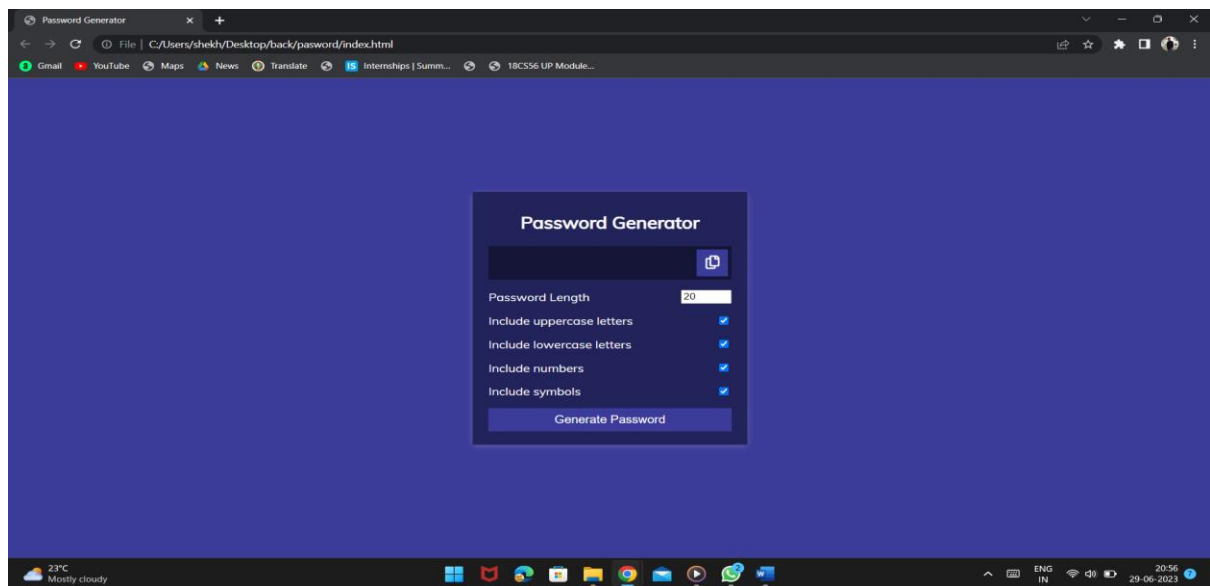 Password Generator
File | C:/Users/shekh/Desktop/back/pasword/index.html
Gmail YouTube Maps News Translate IS Internships | Summ... 18CS56 UP Module...
Password Generator
Password Length 20
Include uppercase letters
Include lowercase letters
Include numbers
Include symbols
Generate Password
23°C
Mostly cloudy
ENG
IN
20:56
29-06-2023